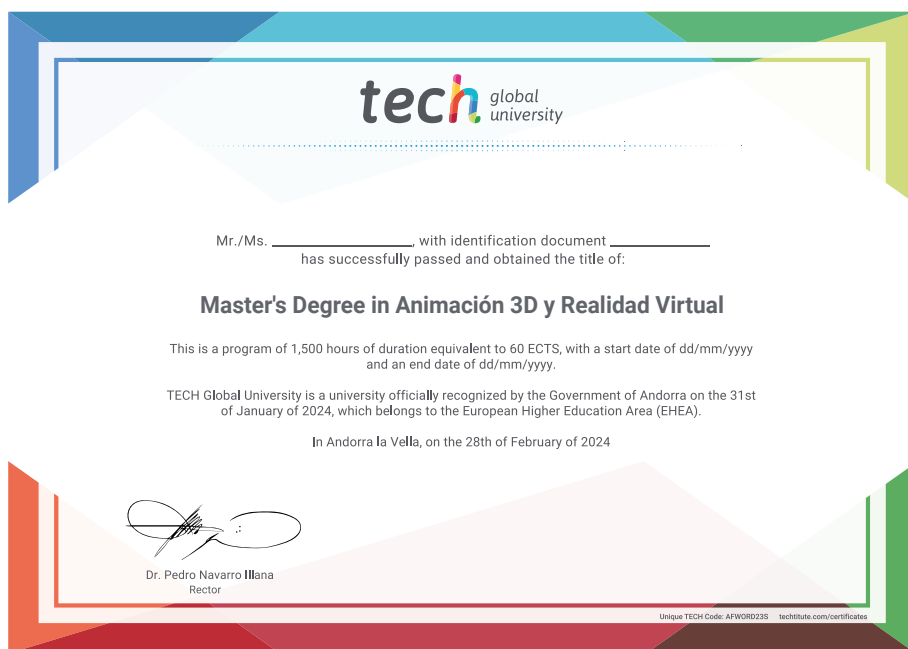 tech global
university
Mr./Ms. ____________________, with identification document ______________
has successfully passed and obtained the title of:
Master's Degree in Animación 3D y Realidad Virtual
This is a program of 1,500 hours of duration equivalent to 60 ECTS, with a start date of dd/mm/yyyy
and an end date of dd/mm/yyyy.
TECH Global University is a university officially recognized by the Government of Andorra on the 31st
of January of 2024, which belongs to the European Higher Education Area (EHEA).
In Andorra la Vella, on the 28th of February of 2024
Dr. Pedro Navarro Illana
Rector
Unique TECH Code: AFWORD23S techtitute.com/certificates